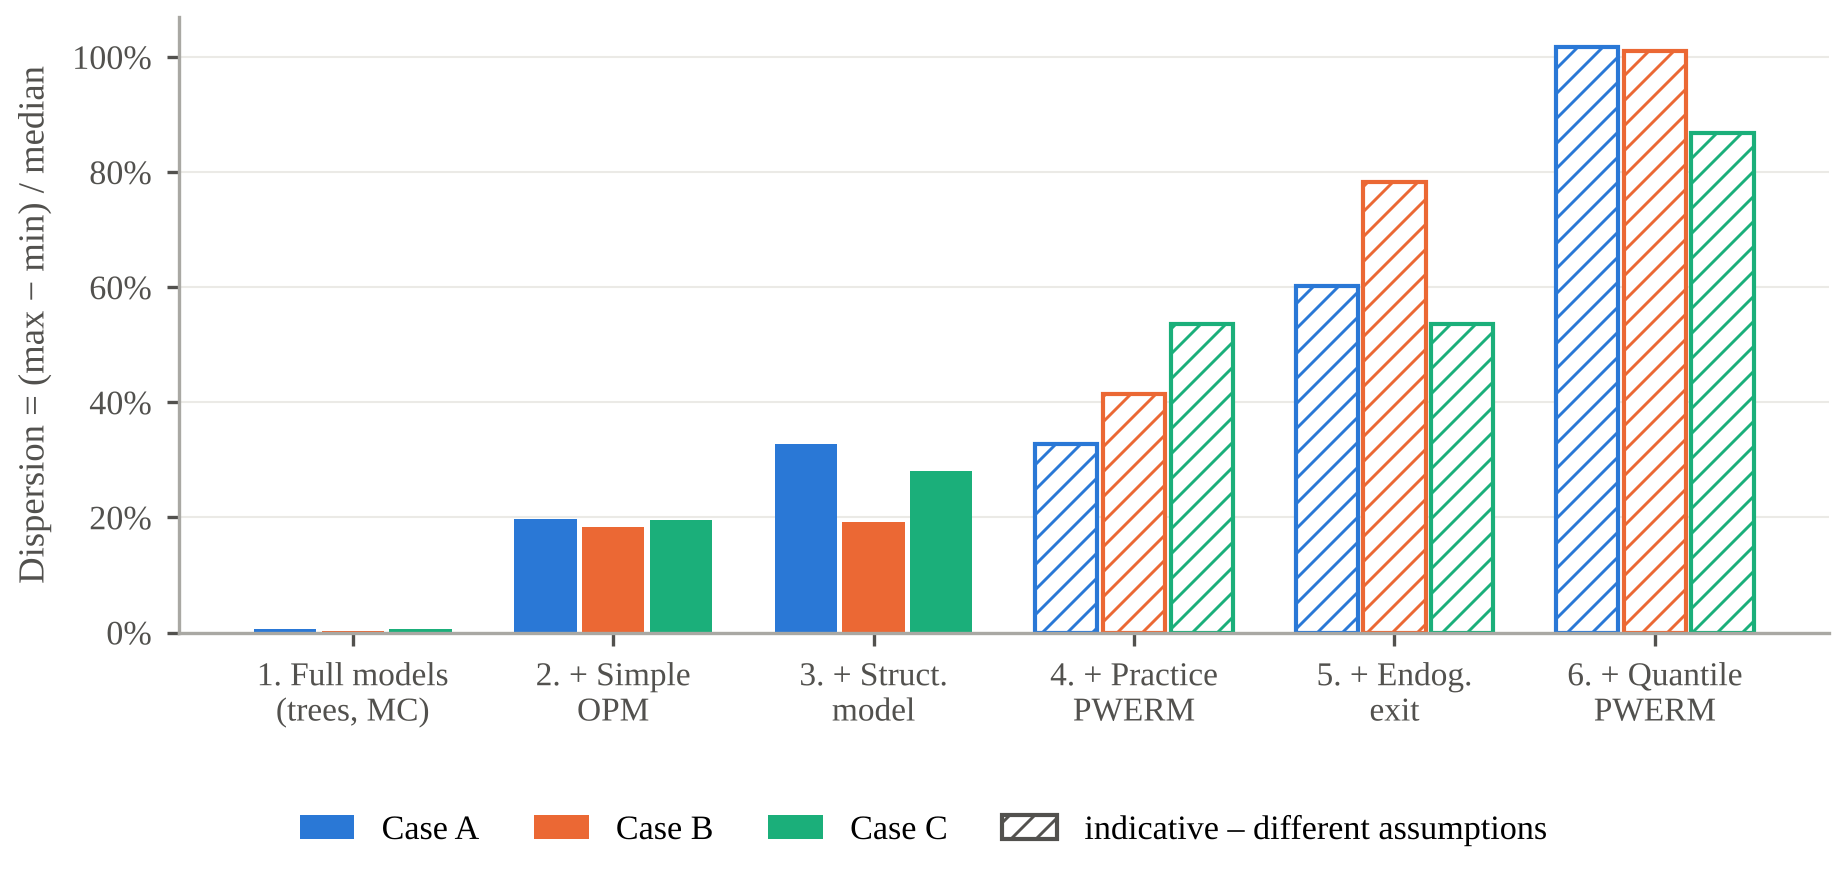 Dispersion = (max − min) / median
100%
80%
60%
40%
20%
0%
1. Full models
(trees, MC)
2. + Simple
OPM
3. + Struct.
model
4. + Practice
PWERM
5. + Endog.
exit
6. + Quantile
PWERM
Case A
Case B
Case C
indicative – different assumptions